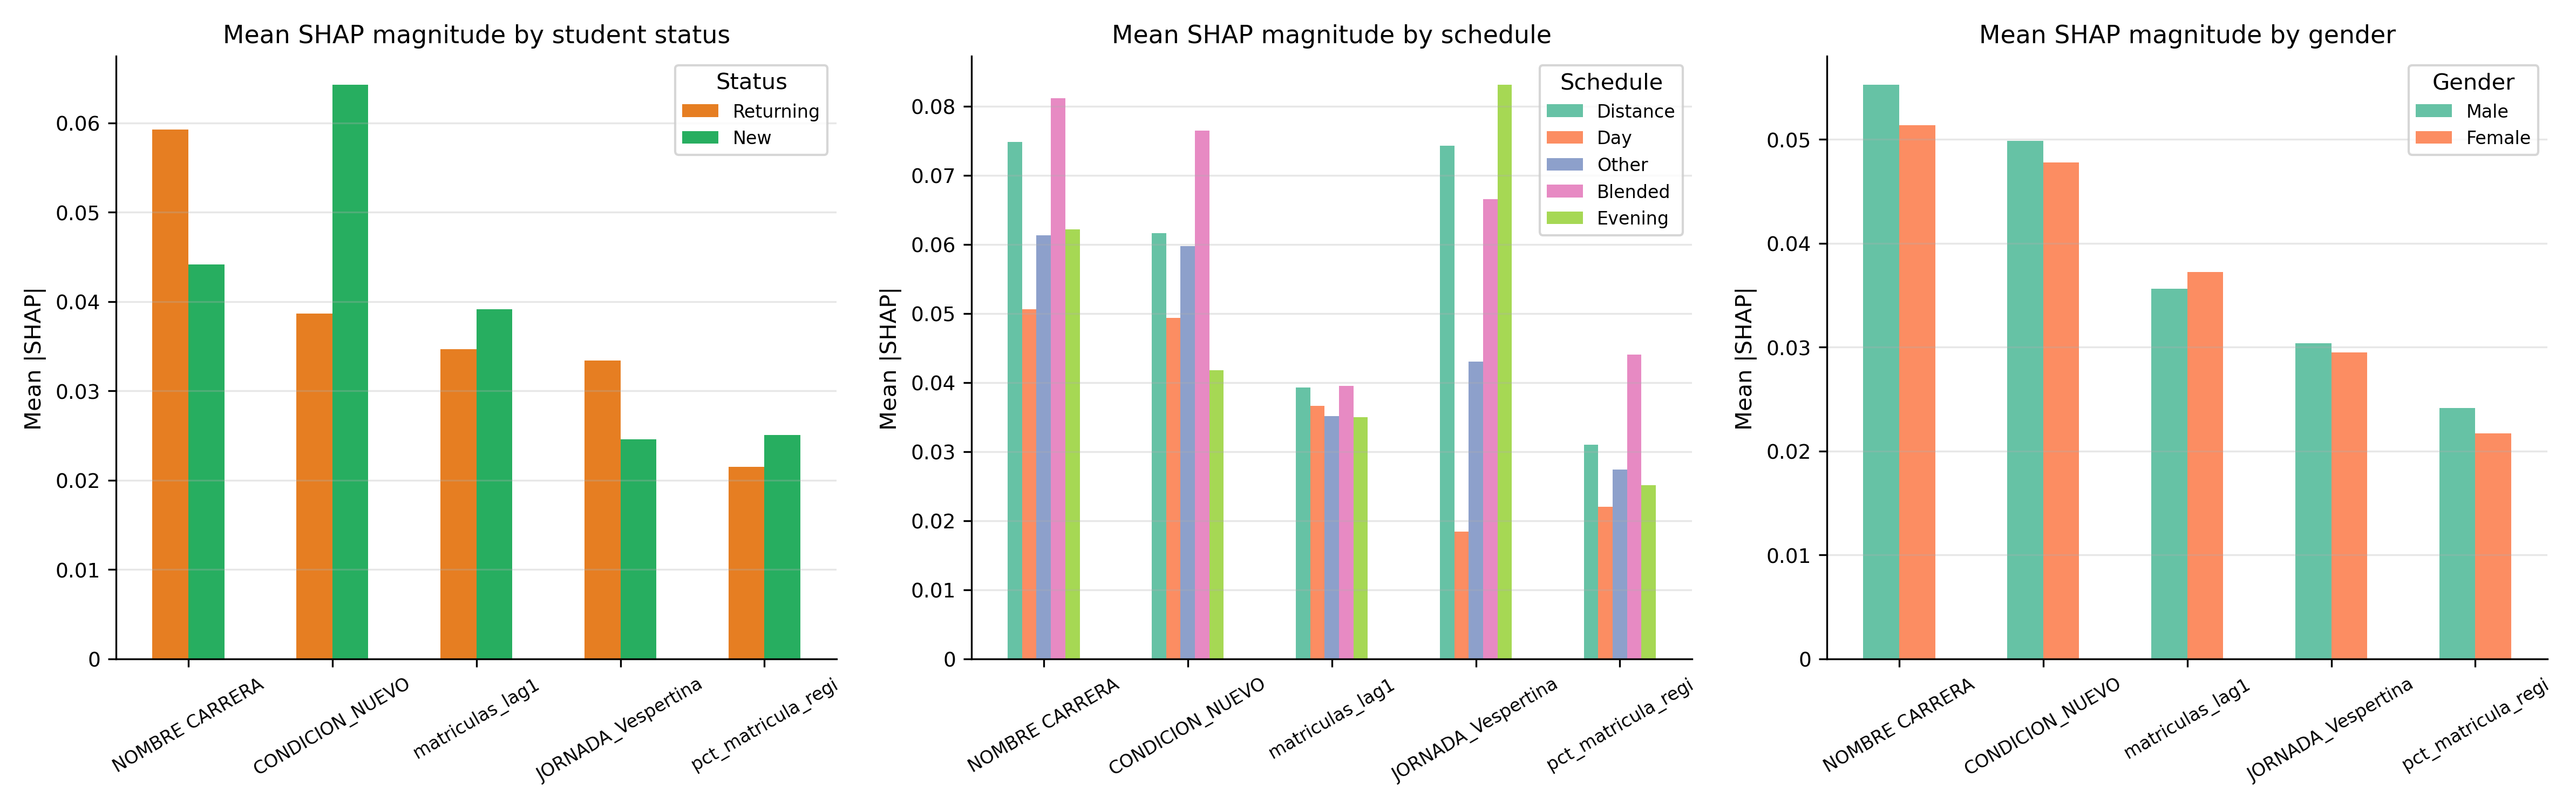 Mean SHAP magnitude by student status
Mean |SHAP|
0.06
0.05
0.04
0.03
0.02
0.01
0
Status
Returning
New
NOMBRE CARRERA
CONDICION_NUEVO
matriculas_lag1
JORNADA_Vespertina
pct_matricula_regi
Mean SHAP magnitude by schedule
Mean |SHAP|
0.08
0.07
0.06
0.05
0.04
0.03
0.02
0.01
0
Schedule
Distance
Day
Other
Blended
Evening
NOMBRE CARRERA
CONDICION_NUEVO
matriculas_lag1
JORNADA_Vespertina
pct_matricula_regi
Mean SHAP magnitude by gender
Mean |SHAP|
0.05
0.04
0.03
0.02
0.01
0
Gender
Male
Female
NOMBRE CARRERA
CONDICION_NUEVO
matriculas_lag1
JORNADA_Vespertina
pct_matricula_regi